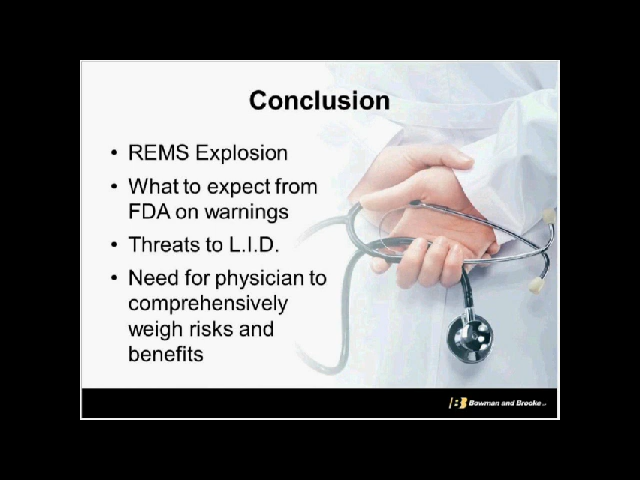 Conclusion
• REMS Explosion
• What to expect from
FDA on warnings
• Threats to L.I.D.
• Need for physician to
comprehensively
weigh risks and
benefits
Bowman and Brooke LLP